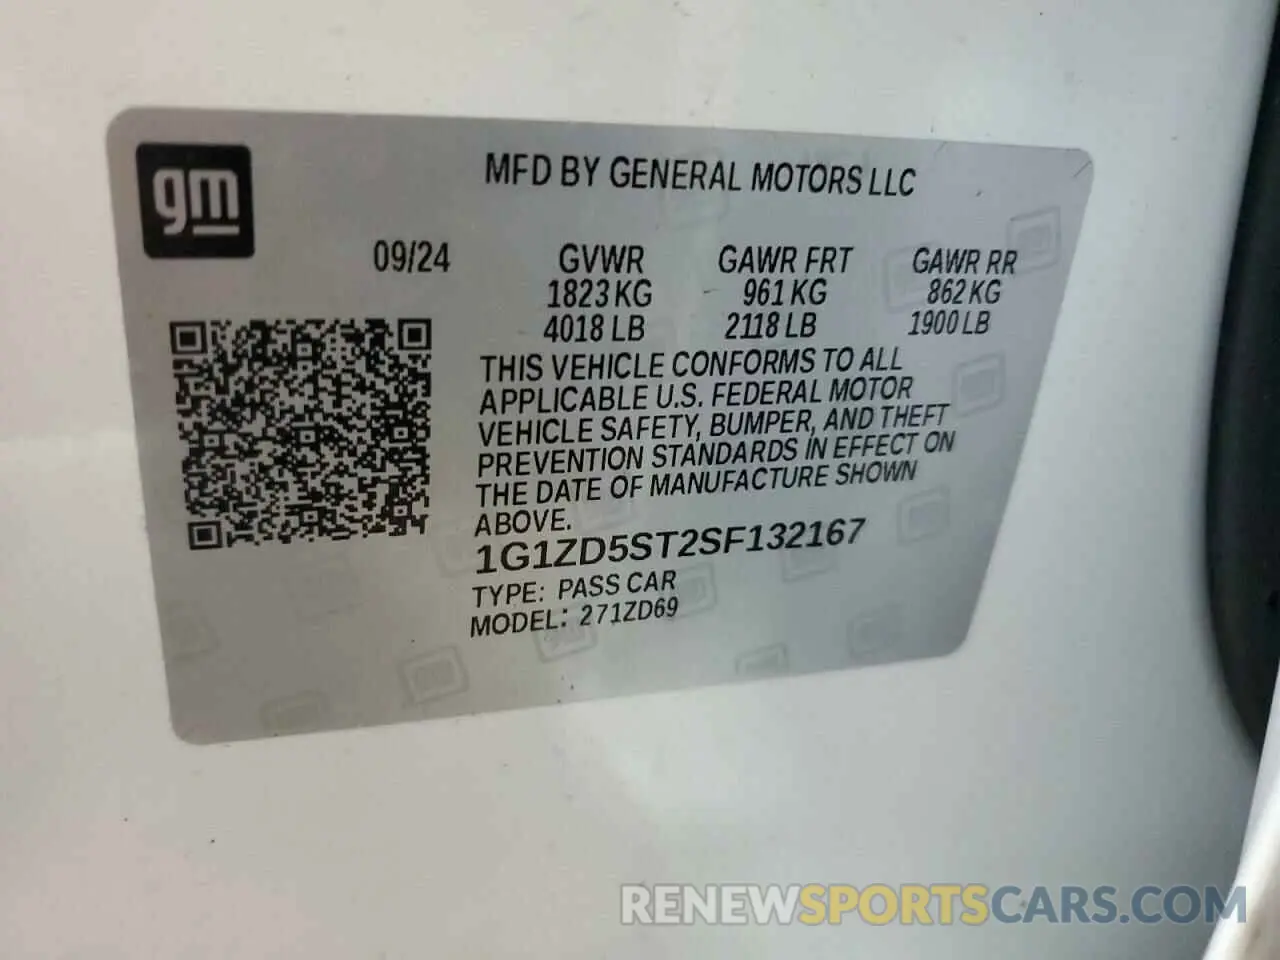 gm
MFD BY GENERAL MOTORS LLC
09/24 GVWR GAWR FRT GAWR RR
1823 KG 961 KG 862 KG
4018 LB 2118 LB 1900 LB
THIS VEHICLE CONFORMS TO ALL
APPLICABLE U.S. FEDERAL MOTOR
VEHICLE SAFETY, BUMPER, AND THEFT
PREVENTION STANDARDS IN EFFECT ON
THE DATE OF MANUFACTURE SHOWN
ABOVE.
1G1ZD5ST2SF132167
TYPE: PASS CAR
MODEL: 271ZD69
RENEWSPORTSCARS.COM